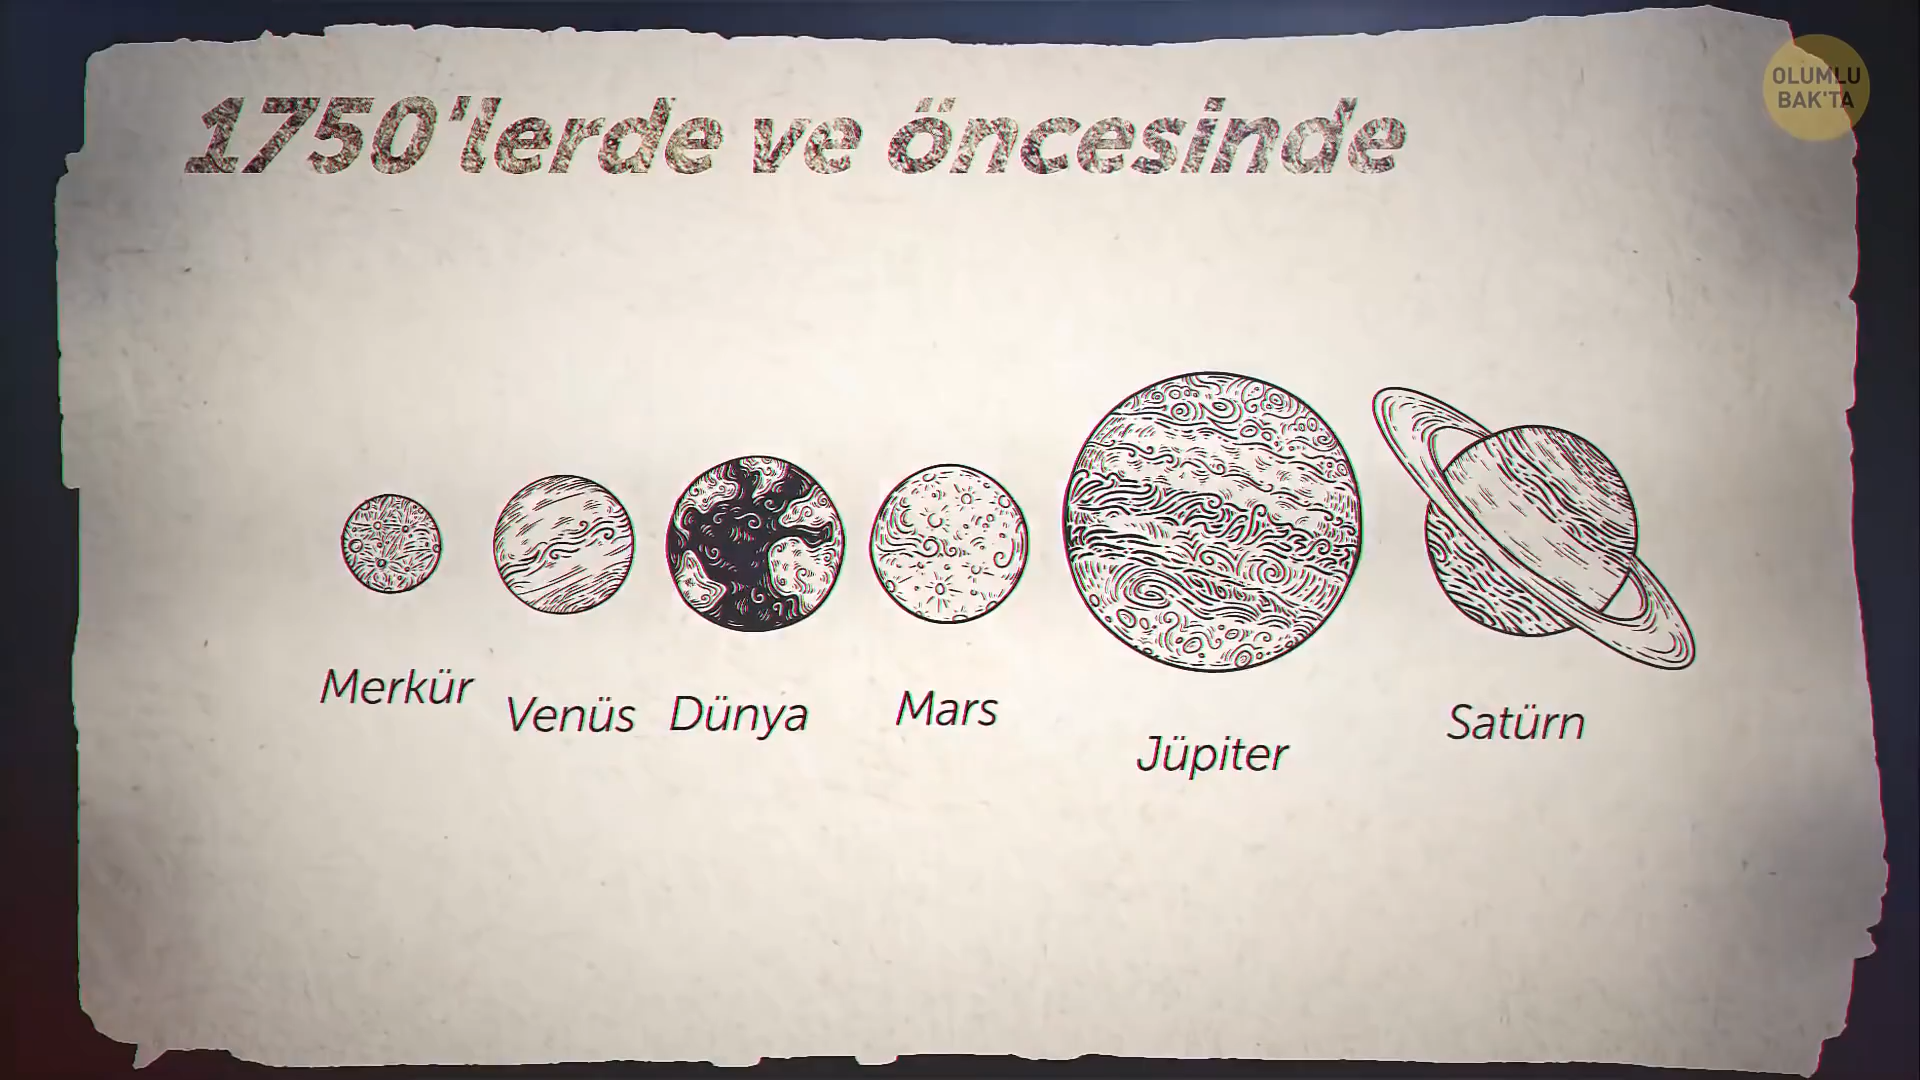 1750'lerde ve öncesinde
OLUMLU
BAK'TA
Merkür
Venüs
Dünya
Mars
Jüpiter
Satürn